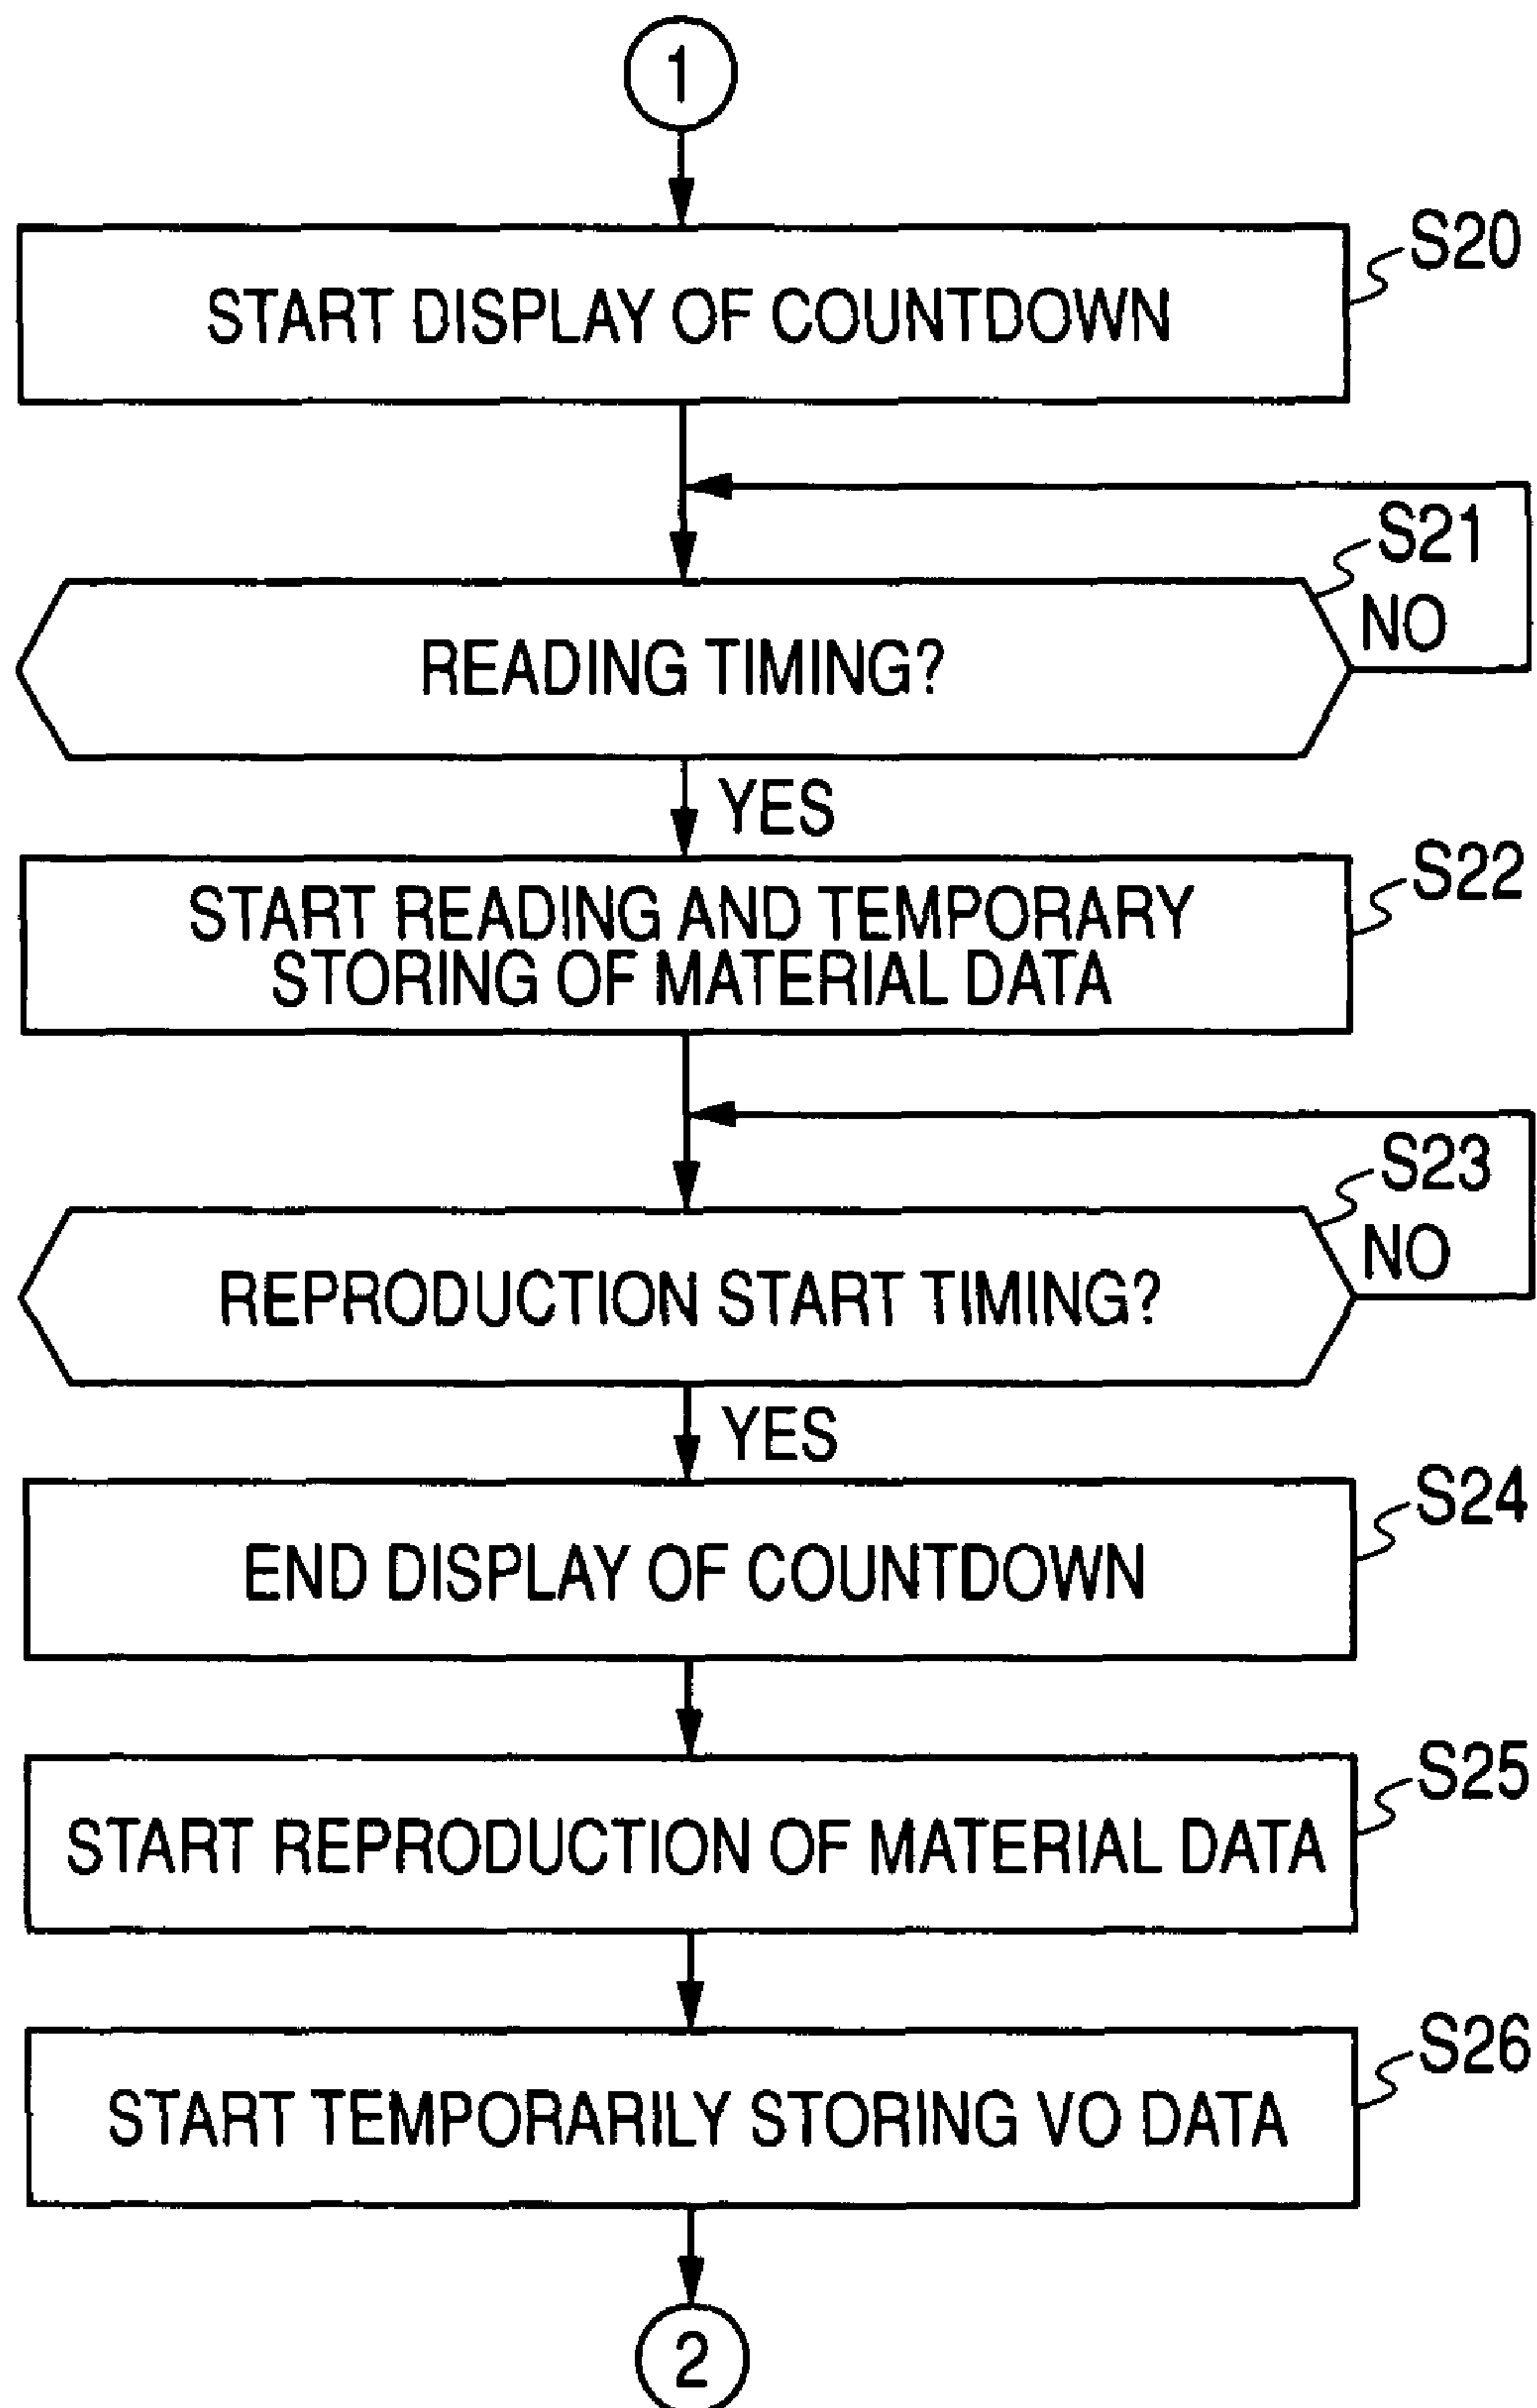 1
S20
START DISPLAY OF COUNTDOWN
S21
NO
READING TIMING?
YES
S22
START READING AND TEMPORARY
STORING OF MATERIAL DATA
S23
NO
REPRODUCTION START TIMING?
YES
S24
END DISPLAY OF COUNTDOWN
S25
START REPRODUCTION OF MATERIAL DATA
S26
START TEMPORARILY STORING VO DATA
2